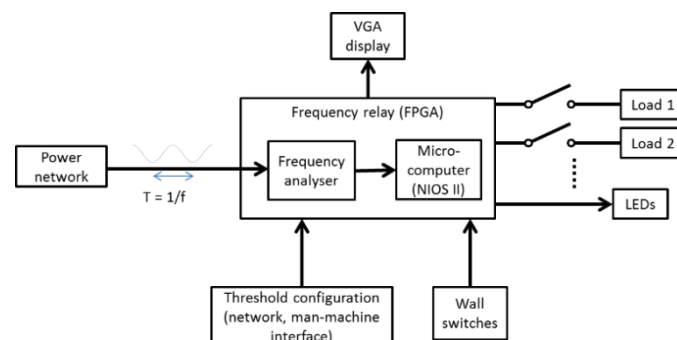 VGA
display
Frequency relay (FPGA)
Load 1
Load 2
Power
network
T = 1/f
Frequency
analyser
Micro-
computer
(NIOS II)
LEDs
Threshold configuration
(network, man-machine
interface)
Wall
switches